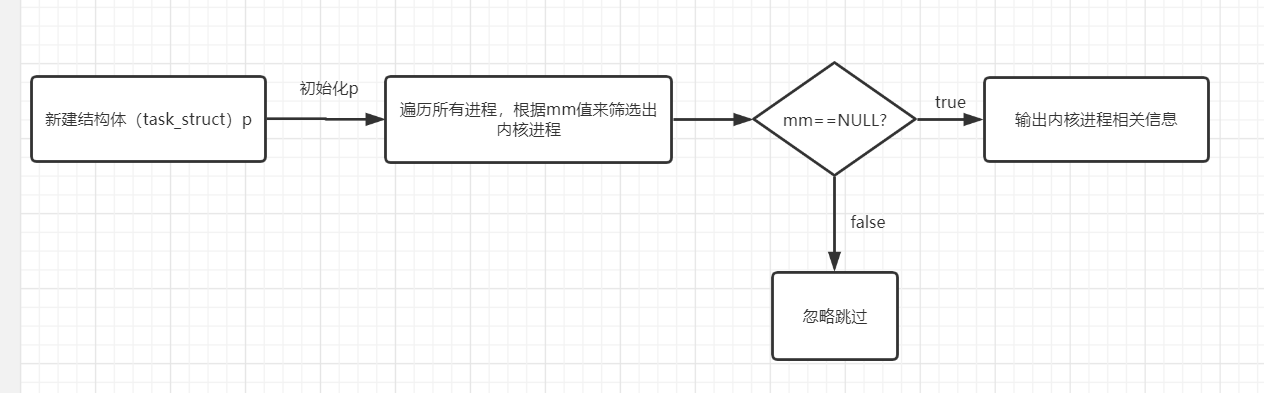 新建结构体（task_struct）p
初始化p
遍历所有进程，根据mm值来筛选出
内核进程
mm==NULL?
true
输出内核进程相关信息
false
忽略跳过